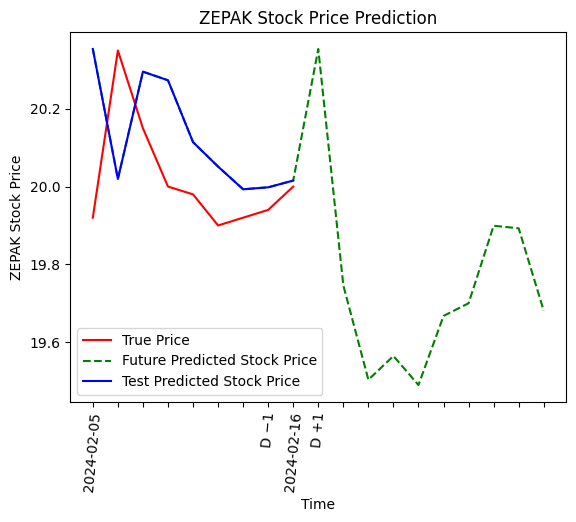 ZEPAK Stock Price Prediction
ZEPAK Stock Price
20.2
20.0
19.8
19.6
True Price
Future Predicted Stock Price
Test Predicted Stock Price
2024-02-05
D −1
2024-02-16
D +1
Time